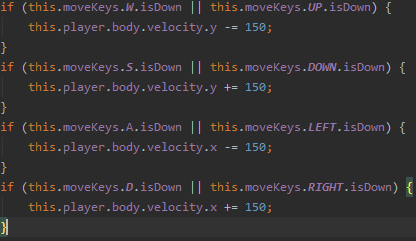 if (this.moveKeys.W.isDown || this.moveKeys.UP.isDown) {
this.player.body.velocity.y -= 150;
}
if (this.moveKeys.S.isDown || this.moveKeys.DOWN.isDown) {
this.player.body.velocity.y += 150;
}
if (this.moveKeys.A.isDown || this.moveKeys.LEFT.isDown) {
this.player.body.velocity.x -= 150;
}
if (this.moveKeys.D.isDown || this.moveKeys.RIGHT.isDown) {
this.player.body.velocity.x += 150;
}